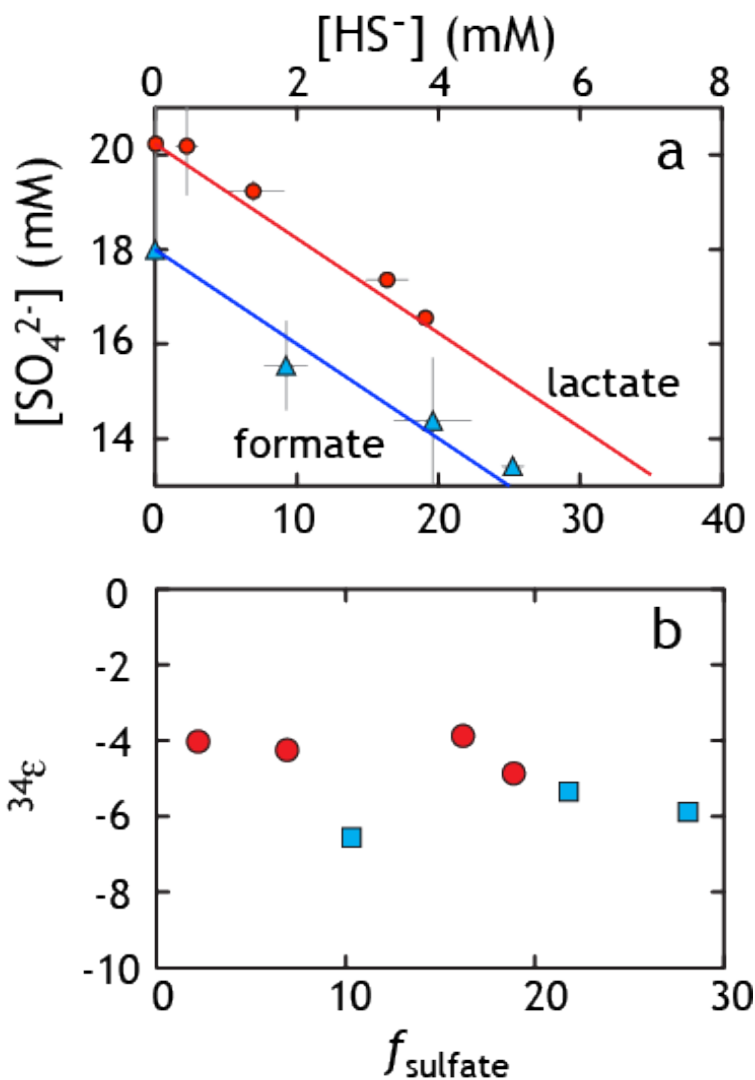 [HS⁻] (mM)
0 2 4 6 8
a
[SO₄²⁻] (mM)
20
18
16
14
lactate
formate
0 10 20 30 40
b
³⁴ε
0
-2
-4
-6
-8
-10
0 10 20 30
f sulfate